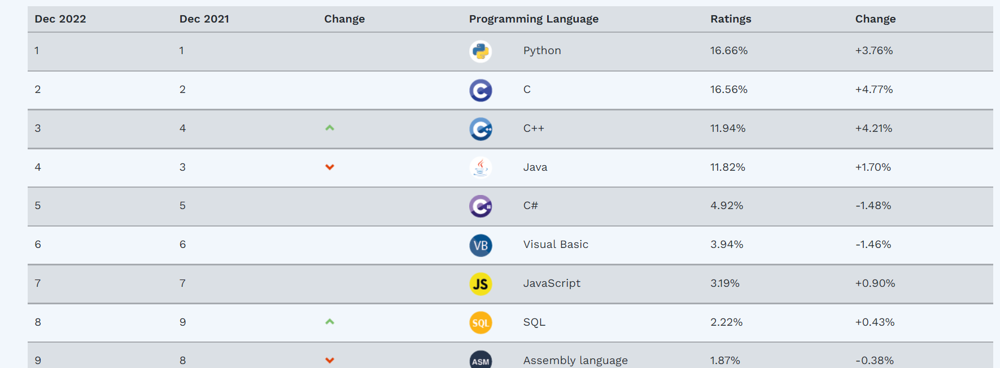 Dec 2022 Dec 2021 Change Programming Language Ratings Change
1 1 Python 16.66% +3.76%
2 2 C C 16.56% +4.77%
3 4 C++ C++ 11.94% +4.21%
4 3 Java 11.82% +1.70%
5 5 C# C# 4.92% -1.48%
6 6 VB Visual Basic 3.94% -1.46%
7 7 JS JavaScript 3.19% +0.90%
8 9 SQL SQL 2.22% +0.43%
9 8 ASM Assembly language 1.87% -0.38%